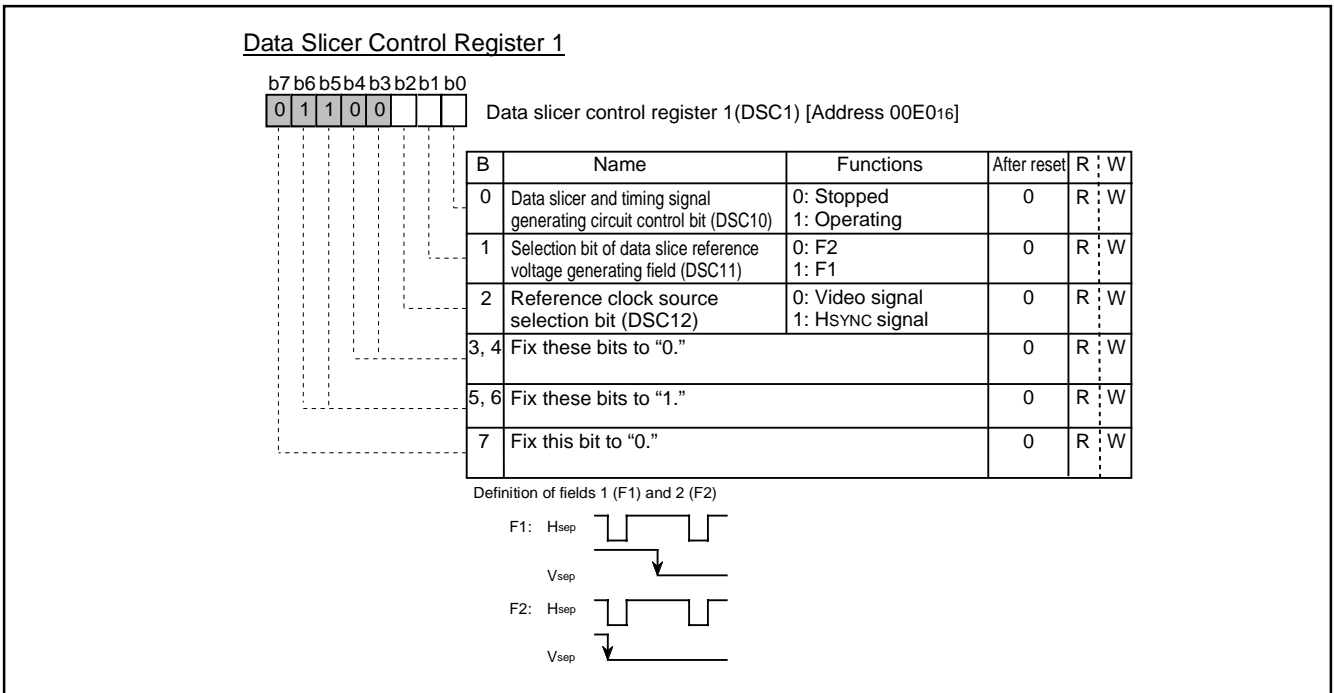 Data Slicer Control Register 1
b7 b6 b5 b4 b3 b2 b1 b0
0 1 1 0 0
Data slicer control register 1(DSC1) [Address 00E016]
B Name Functions After reset R W
0 Data slicer and timing signal 0: Stopped 0 R W
generating circuit control bit (DSC10) 1: Operating
1 Selection bit of data slice reference 0: F2 0 R W
voltage generating field (DSC11) 1: F1
2 Reference clock source 0: Video signal 0 R W
selection bit (DSC12) 1: HSYNC signal
3, 4 Fix these bits to “0.” 0 R W
5, 6 Fix these bits to “1.” 0 R W
7 Fix this bit to “0.” 0 R W
Definition of fields 1 (F1) and 2 (F2)
F1: Hsep
Vsep
F2: Hsep
Vsep